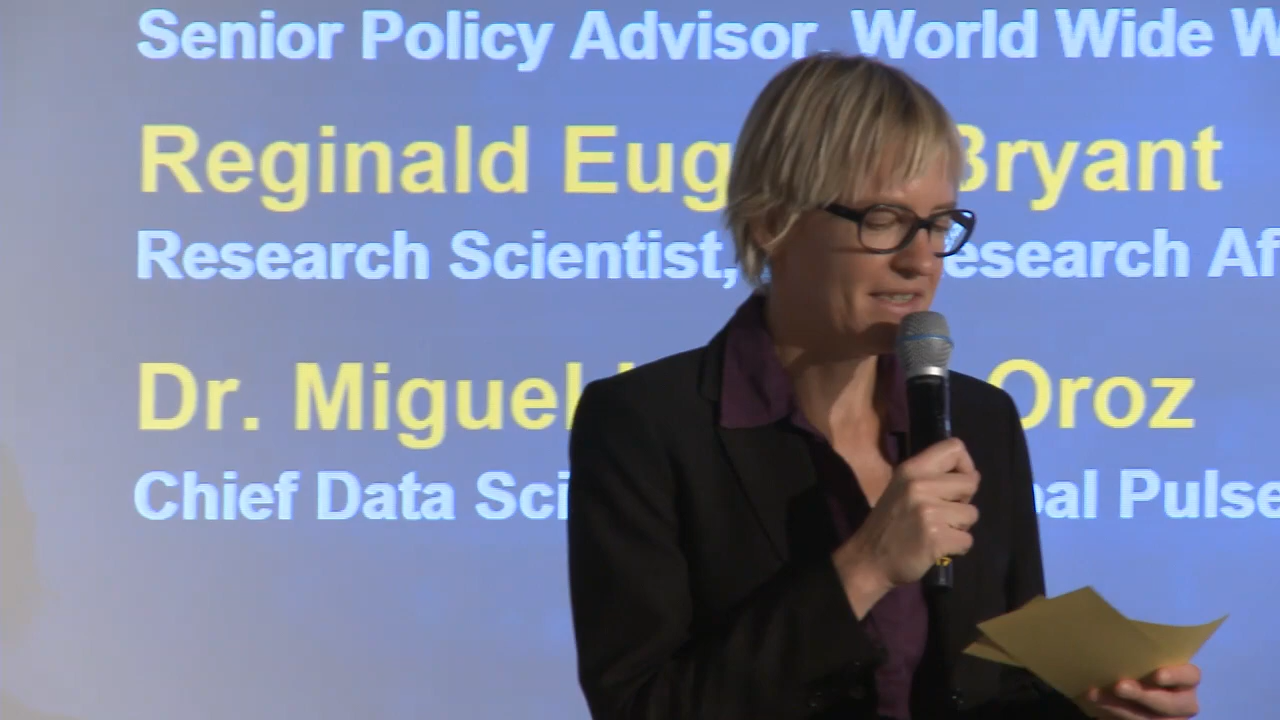 Senior Policy Advisor, World Wide W
Reginald Eug Bryant
Research Scientist, esearch Af
Dr. Miguel Oroz
Chief Data Sci bal Pulse